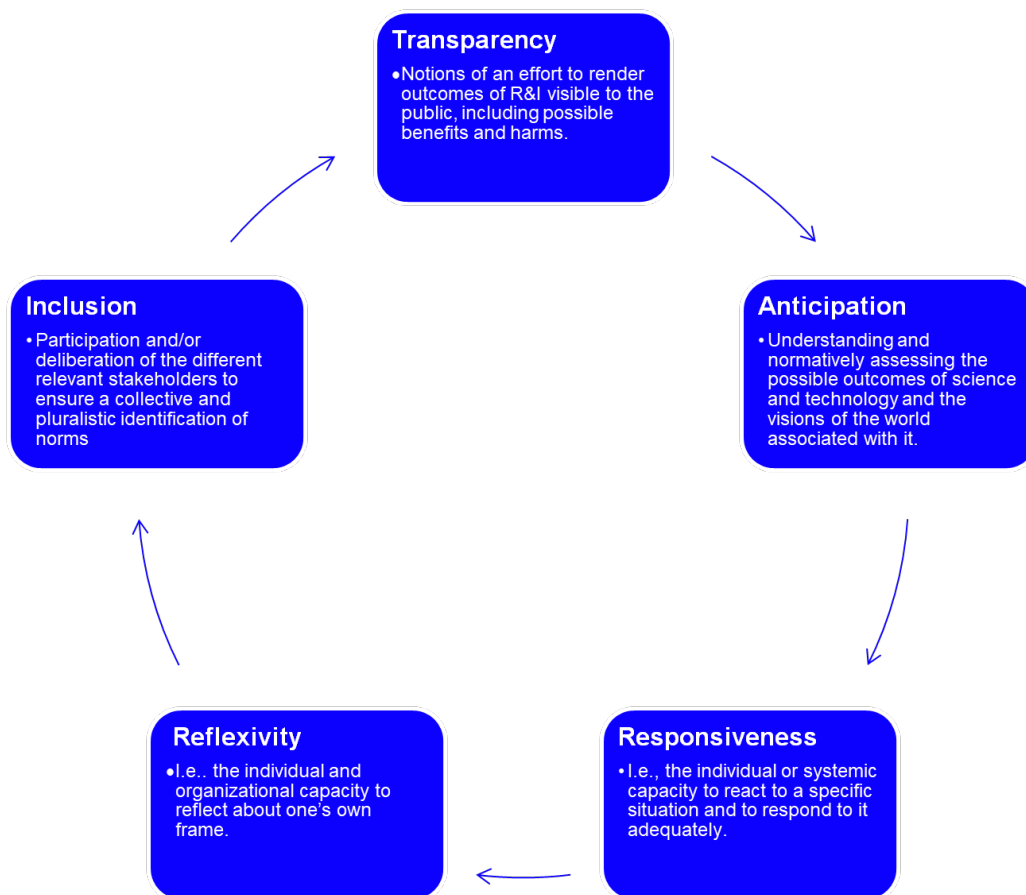 Transparency
•Notions of an effort to render
outcomes of R&I visible to the
public, including possible
benefits and harms.
Anticipation
• Understanding and
normatively assessing the
possible outcomes of science
and technology and the
visions of the world
associated with it.
Responsiveness
• I.e., the individual or systemic
capacity to react to a specific
situation and to respond to it
adequately.
Reflexivity
•I.e.. the individual and
organizational capacity to
reflect about one’s own
frame.
Inclusion
• Participation and/or
deliberation of the different
relevant stakeholders to
ensure a collective and
pluralistic identification of
norms